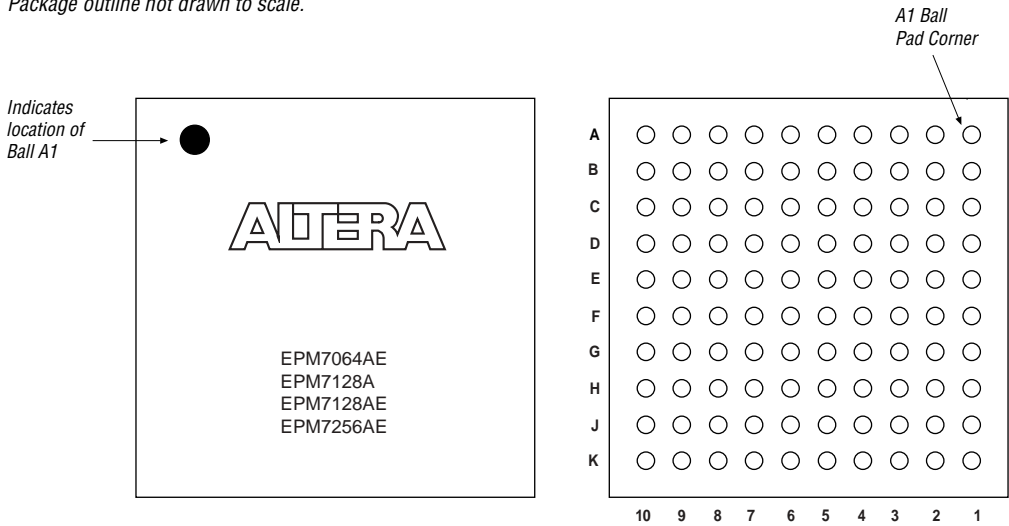 Package outline not drawn to scale.
A1 Ball
Pad Corner
Indicates
location of
Ball A1
ALTERA
EPM7064AE
EPM7128A
EPM7128AE
EPM7256AE
A
B
C
D
E
F
G
H
J
K
10 9 8 7 6 5 4 3 2 1